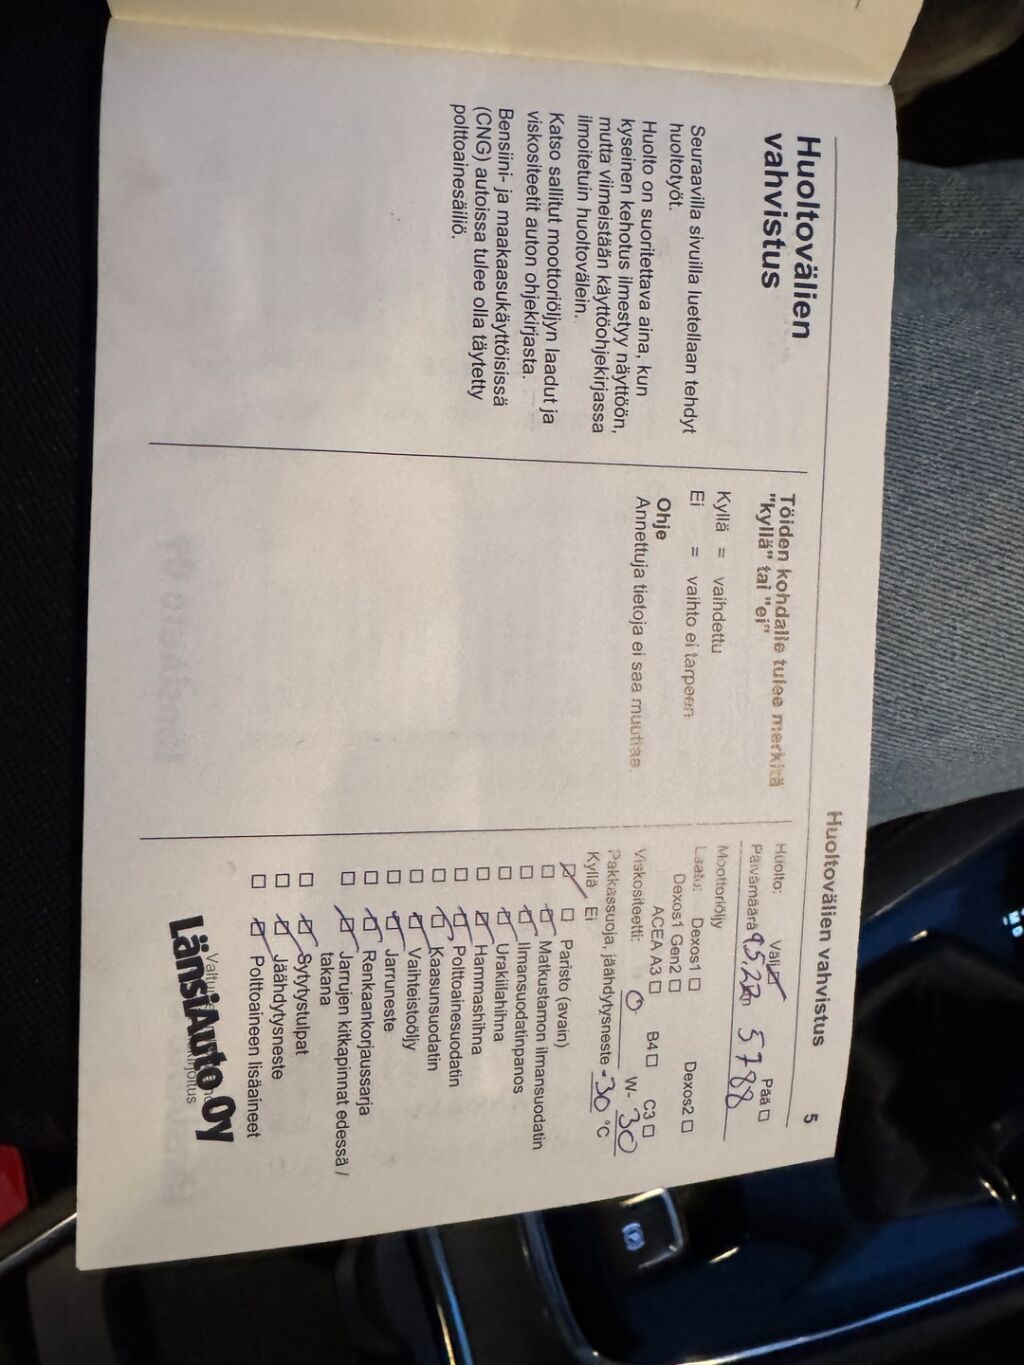 Huoltovälien vahvistus
5
Huoltovälien
vahvistus
Seuraavilla sivuilla luetellaan tehdyt
huoltotyöt.
Huolto on suoritettava aina, kun
kyseinen kehotus ilmestyy näyttöön,
mutta viimeistään käyttöohjekirjassa
ilmoitetuin huoltovälein.
Katso sallitut moottoriöljyn laadut ja
viskositeetit auton ohjekirjasta.
Bensiini- ja maakaasukäyttöisissä
(CNG) autoissa tulee olla täytetty
polttoainesäiliö.
Töiden kohdalle tulee merkitä
"kyllä" tai "ei"
Kyllä = vaihdettu
Ei = vaihto ei tarpeen
Ohje
Annettuja tietoja ei saa muuttaa.
Huolto: Väli Pää
Päivämäärä 9.5.22 km 5788
Moottoriöljy
Laatu: Dexos1 Dexos2
Dexos1 Gen2 B4 C3
ACEA A3
Viskositeetti: 0 W- 30
Pakkassuoja, jäähdytysneste -30 °C
Kyllä Ei
Paristo (avain)
Matkustamon ilmansuodatin
Ilmansuodatinpanos
Urakiilahihna
Hammashihna
Polttoainesuodatin
Kaasunsuodatin
Vaihteistoöljy
Jarruneste
Renkaankorjaussarja
Jarrujen kitkapinnat edessä /
takana
Sytytystulpat
Jäähdytysneste
Polttoaineen lisäaineet
LänsiAuto Oy